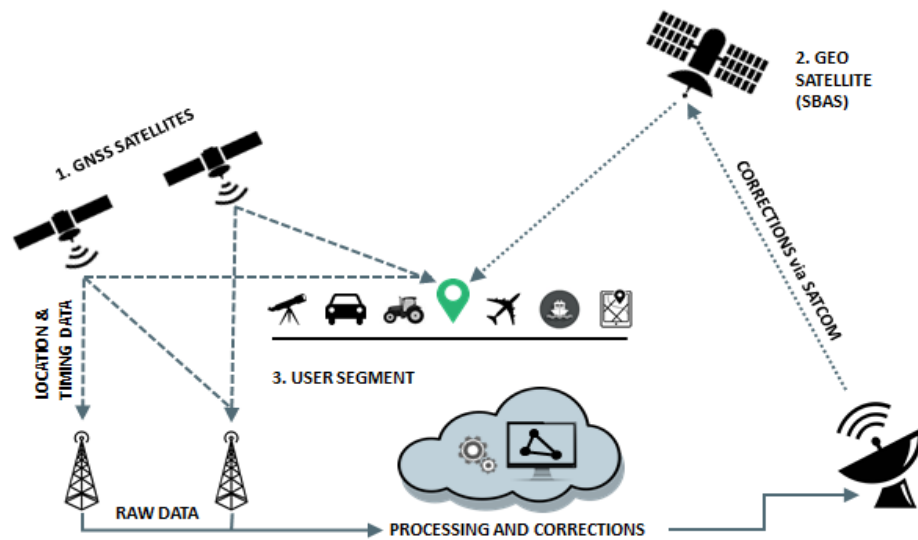 2. GEO
SATELLITE
(SBAS)
1. GNSS SATELLITES
CORRECTIONS via SATCOM
LOCATION &
TIMING DATA
3. USER SEGMENT
RAW DATA
PROCESSING AND CORRECTIONS